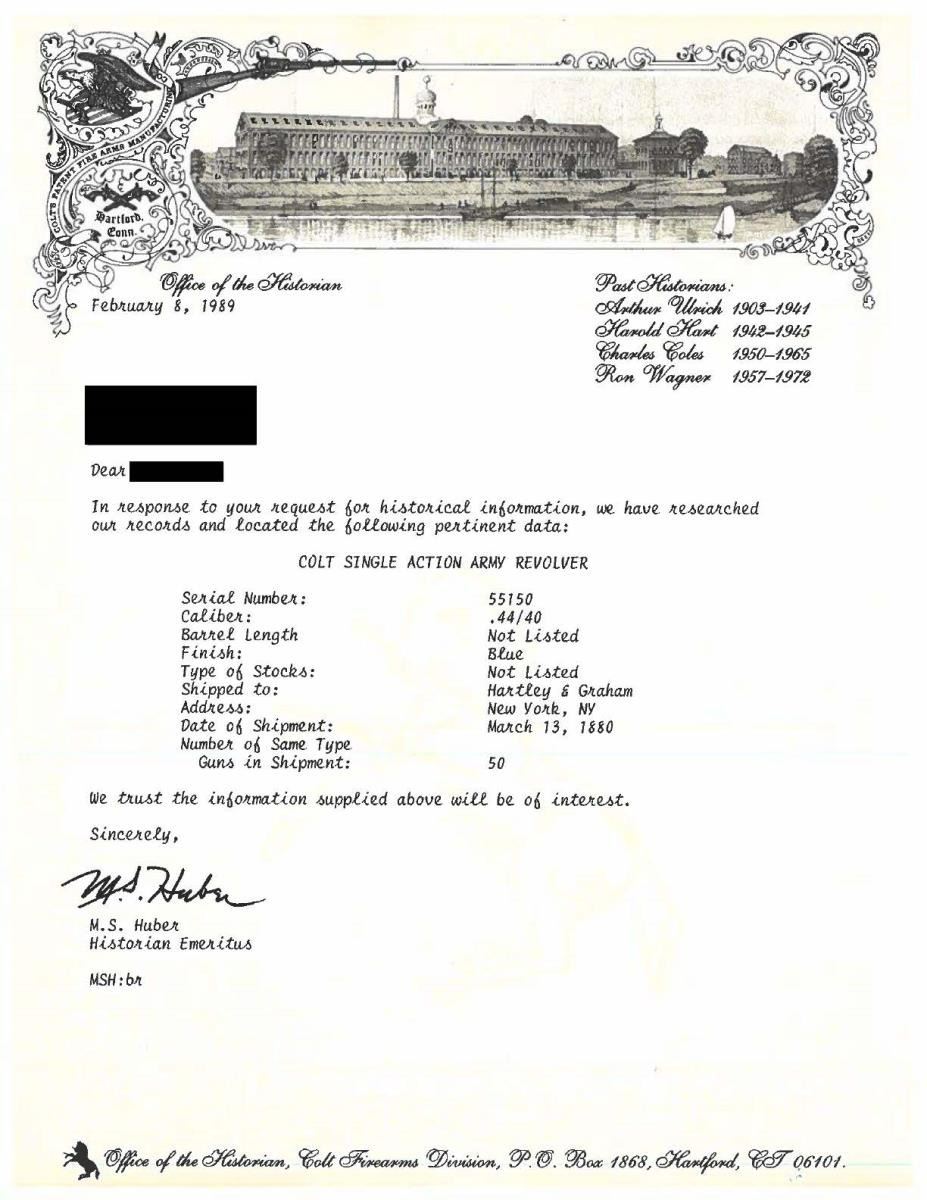 COLT'S PATENT FIRE ARMS MANUFACTURING
Hartford,
Conn.
Office of the Historian
February 8, 1989
Past Historians:
Arthur Ulrich 1903–1941
Harold Hart 1942–1945
Charles Coles 1950–1965
Ron Wagner 1957–1972
Dear
In response to your request for historical information, we have researched
our records and located the following pertinent data:
COLT SINGLE ACTION ARMY REVOLVER
Serial Number: 55150
Caliber: .44/40
Barrel Length Not Listed
Finish: Blue
Type of Stocks: Not Listed
Shipped to: Hartley & Graham
Address: New York, NY
Date of Shipment: March 13, 1880
Number of Same Type
Guns in Shipment: 50
We trust the information supplied above will be of interest.
Sincerely,
M.S. Huber
M.S. Huber
Historian Emeritus
MSH:br
Office of the Historian, Colt Firearms Division, P.O. Box 1868, Hartford, CT 06101.